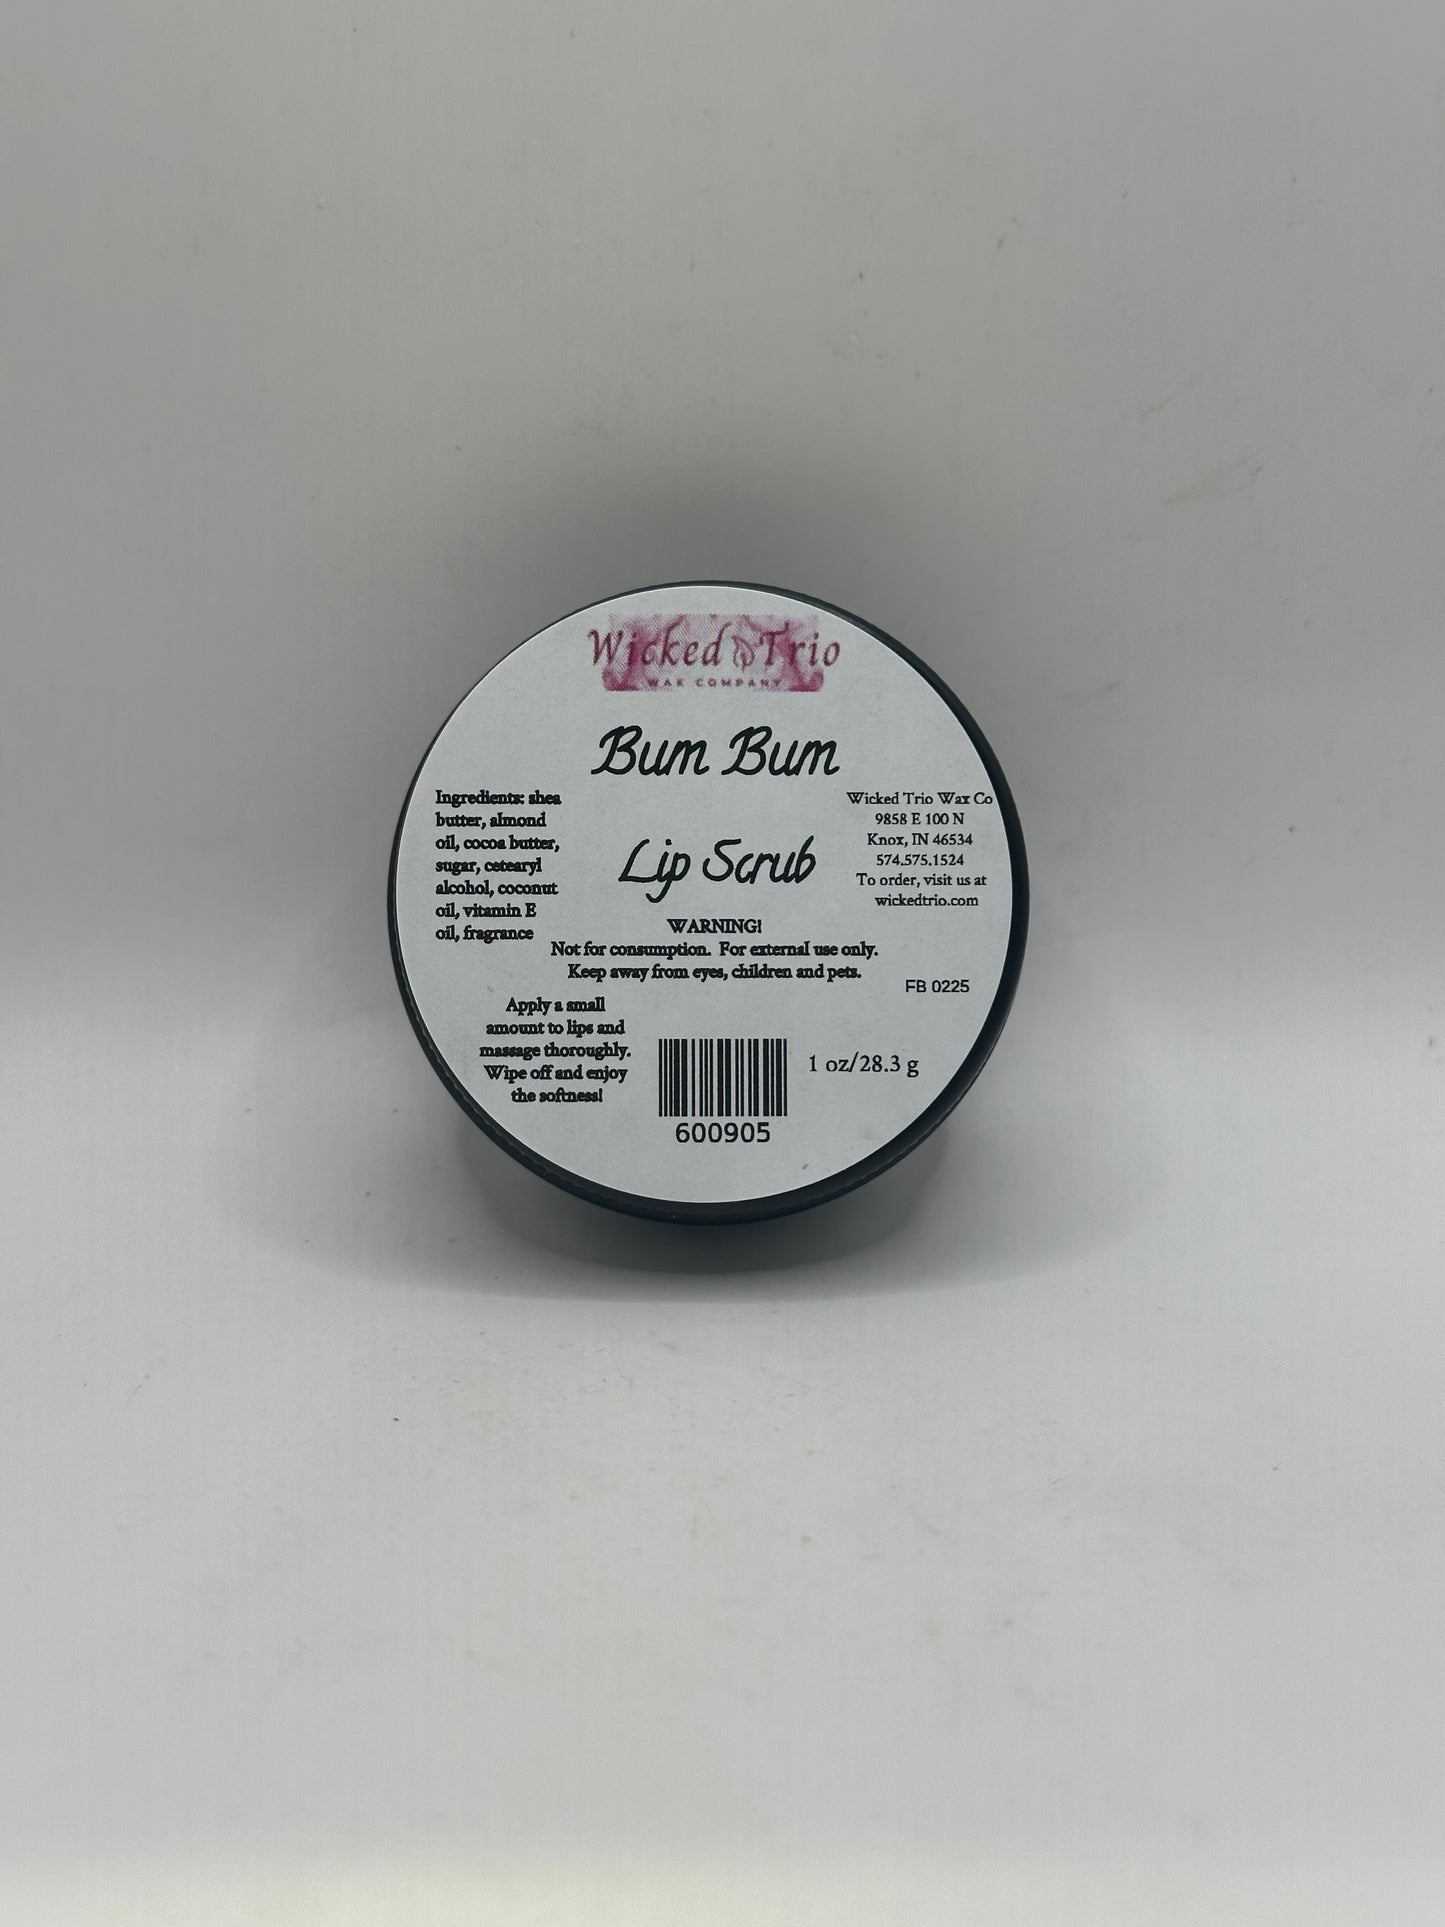 Wicked Trio
WAX COMPANY
Bum Bum
Lip Scrub
Ingredients: shea
butter, almond
oil, cocoa butter,
sugar, cetearyl
alcohol, coconut
oil, vitamin E
oil, fragrance
Wicked Trio Wax Co
9858 E 100 N
Knox, IN 46534
574.575.1524
To order, visit us at
wickedtrio.com
WARNING!
Not for consumption. For external use only.
Keep away from eyes, children and pets.
FB 0225
Apply a small
amount to lips and
massage thoroughly.
Wipe off and enjoy
the softness!
1 oz/28.3 g
600905